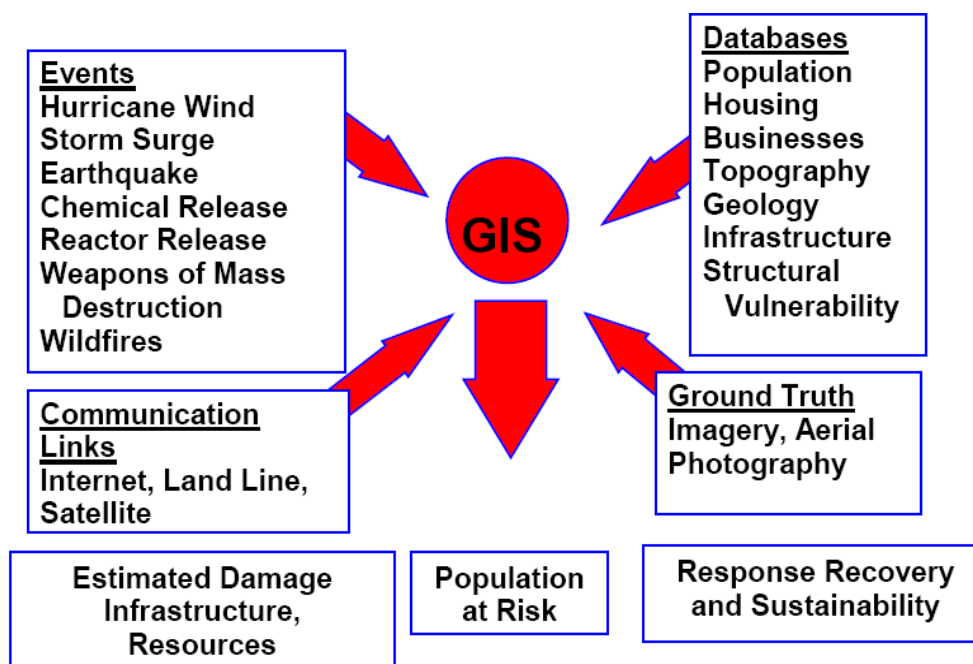 Events
Hurricane Wind
Storm Surge
Earthquake
Chemical Release
Reactor Release
Weapons of Mass
Destruction
Wildfires
Databases
Population
Housing
Businesses
Topography
Geology
Infrastructure
Structural
Vulnerability
GIS
Communication
Links
Internet, Land Line,
Satellite
Ground Truth
Imagery, Aerial
Photography
Estimated Damage
Infrastructure,
Resources
Population
at Risk
Response Recovery
and Sustainability